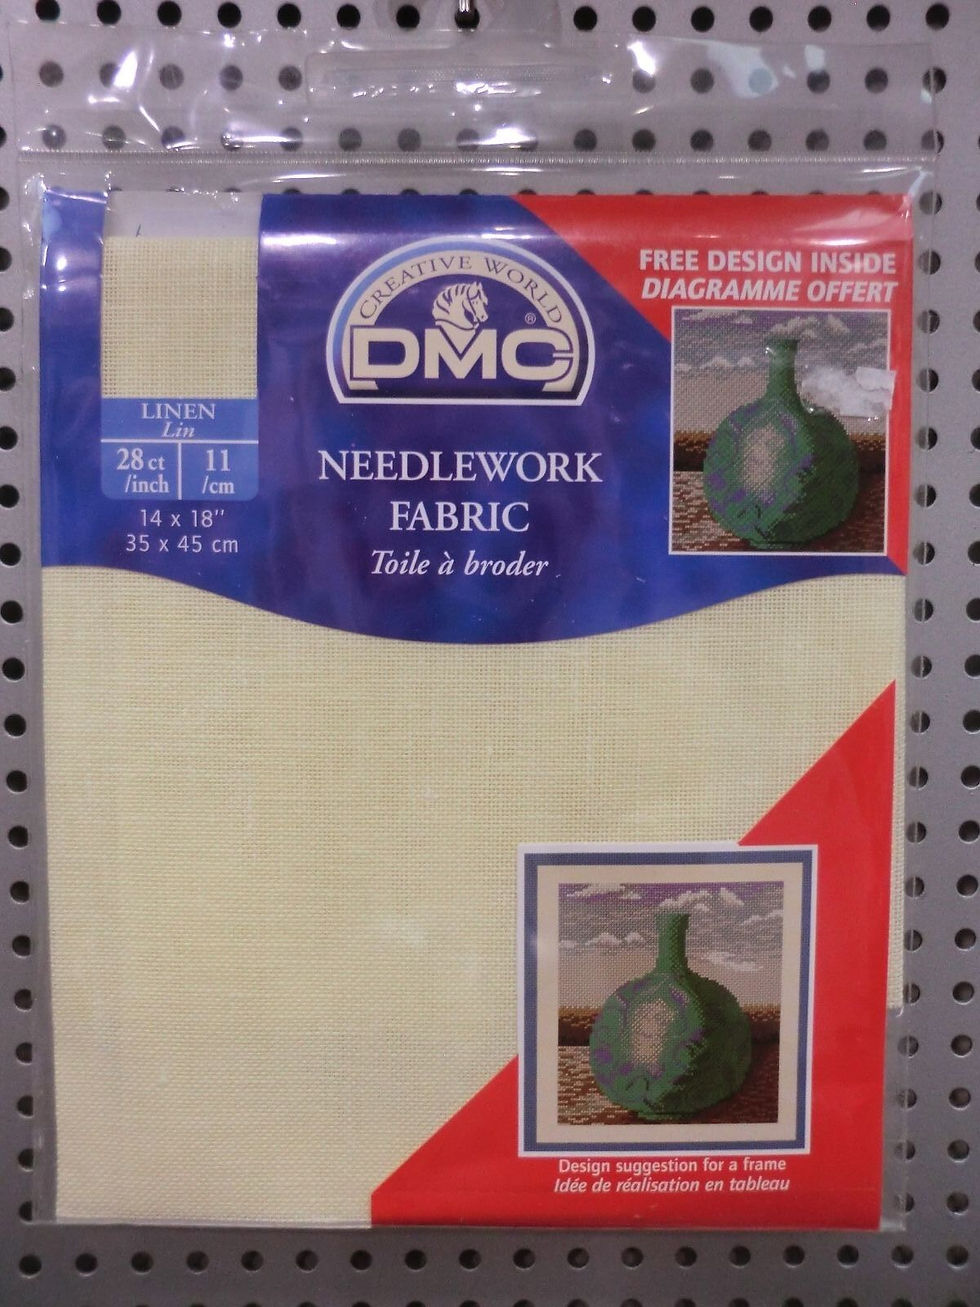 FREE DESIGN INSIDE
DIAGRAMME OFFERT
CREATIVE WORLD
DMC®
LINEN
Lin
28 ct /inch
11 /cm
14 x 18"
35 x 45 cm
NEEDLEWORK
FABRIC
Toile à broder
Design suggestion for a frame
Idée de réalisation en tableau